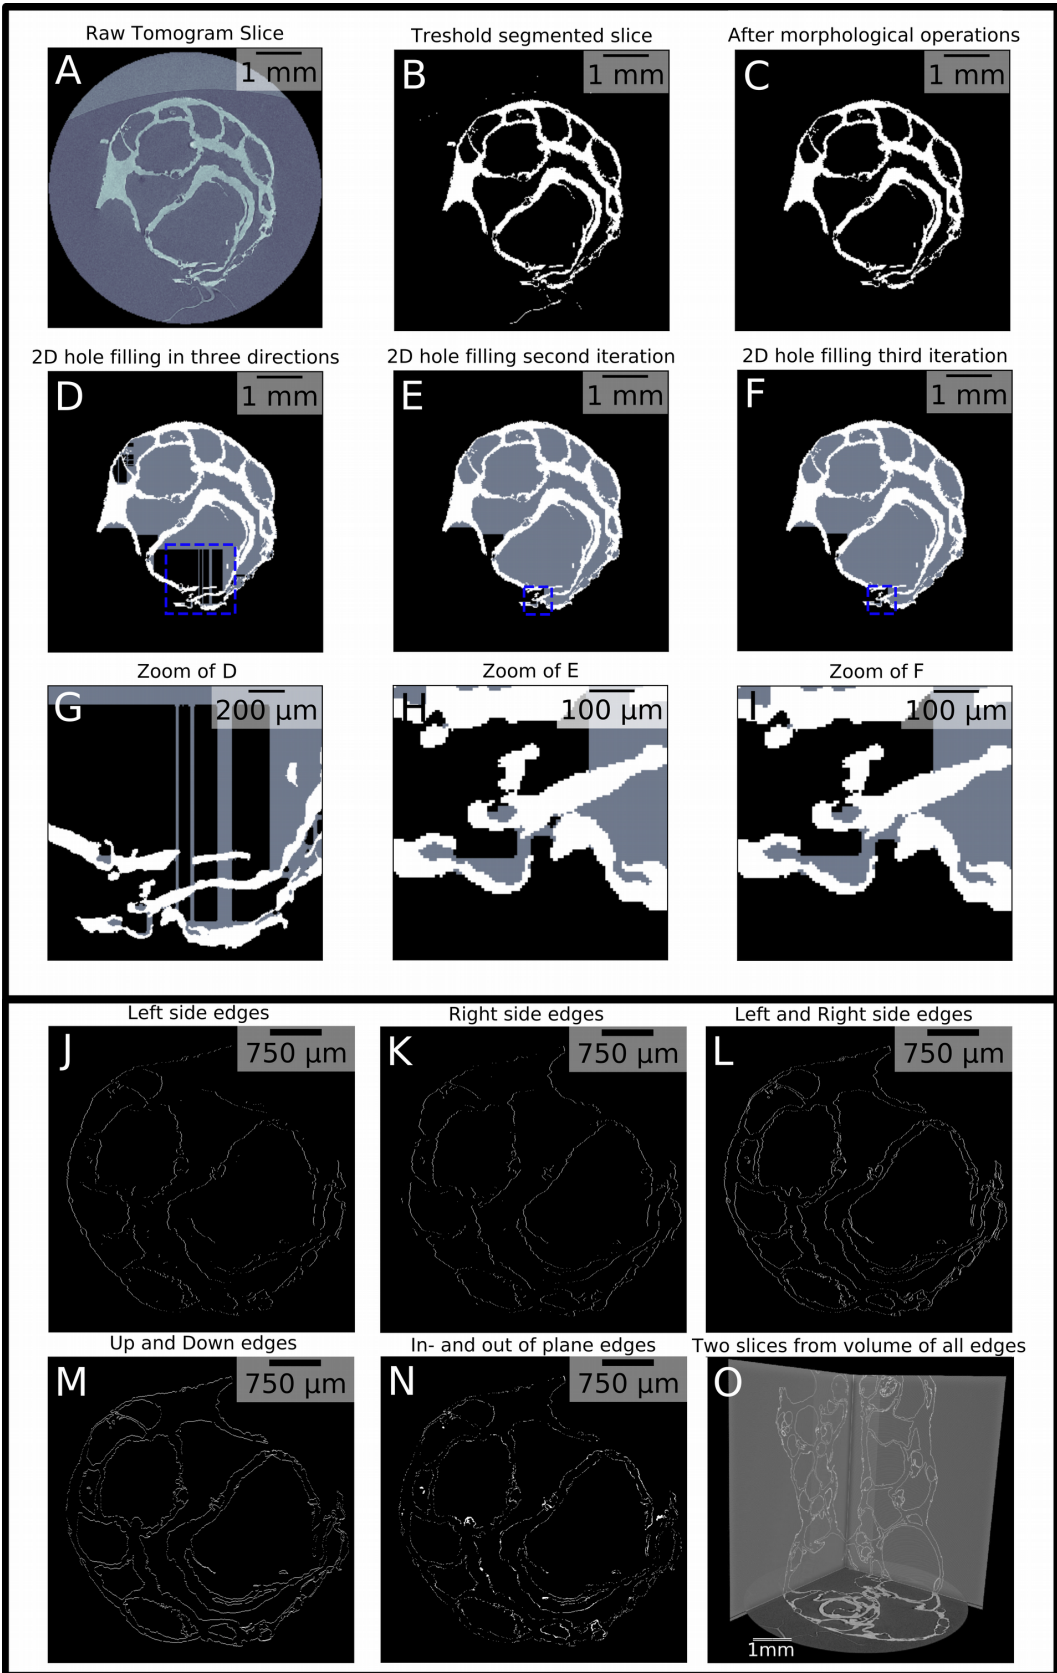 Raw Tomogram Slice
A
1 mm
Treshold segmented slice
B
1 mm
After morphological operations
C
1 mm
2D hole filling in three directions
D
1 mm
2D hole filling second iteration
E
1 mm
2D hole filling third iteration
F
1 mm
Zoom of D
G
200 µm
Zoom of E
H
100 µm
Zoom of F
I
100 µm
Left side edges
J
750 µm
Right side edges
K
750 µm
Left and Right side edges
L
750 µm
Up and Down edges
M
750 µm
In- and out of plane edges
N
750 µm
Two slices from volume of all edges
O
1mm